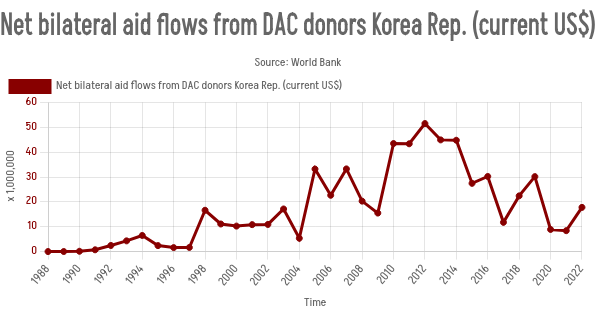 Net bilateral aid flows from DAC donors Korea Rep. (current US$)
Source: World Bank
Net bilateral aid flows from DAC donors Korea Rep. (current US$)
60
50
40
30
20
10
0
x 1,000,000
1988 1990 1992 1994 1996 1998 2000 2002 2004 2006 2008 2010 2012 2014 2016 2018 2020 2022
Time